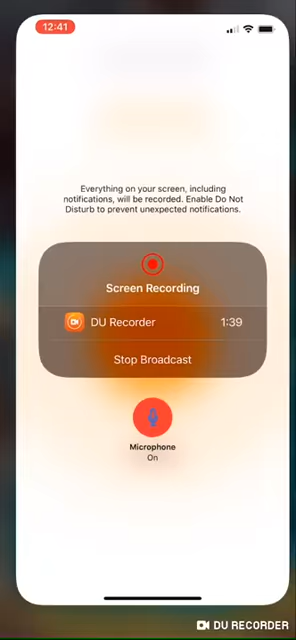 12:41
Everything on your screen, including
notifications, will be recorded. Enable Do Not
Disturb to prevent unexpected notifications.
Screen Recording
DU Recorder 1:39
Stop Broadcast
Microphone
On
DU RECORDER